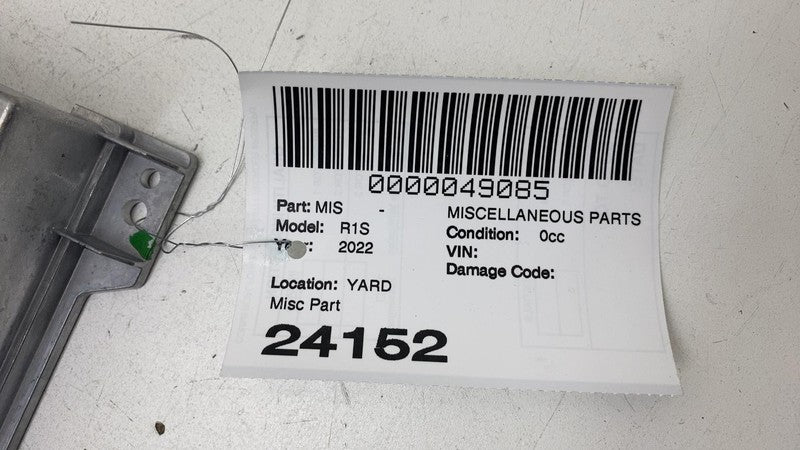 0000049085
Part: MIS - MISCELLANEOUS PARTS
Model: R1S Condition: 0cc
Year: 2022 VIN:
Damage Code:
Location: YARD
Misc Part
24152